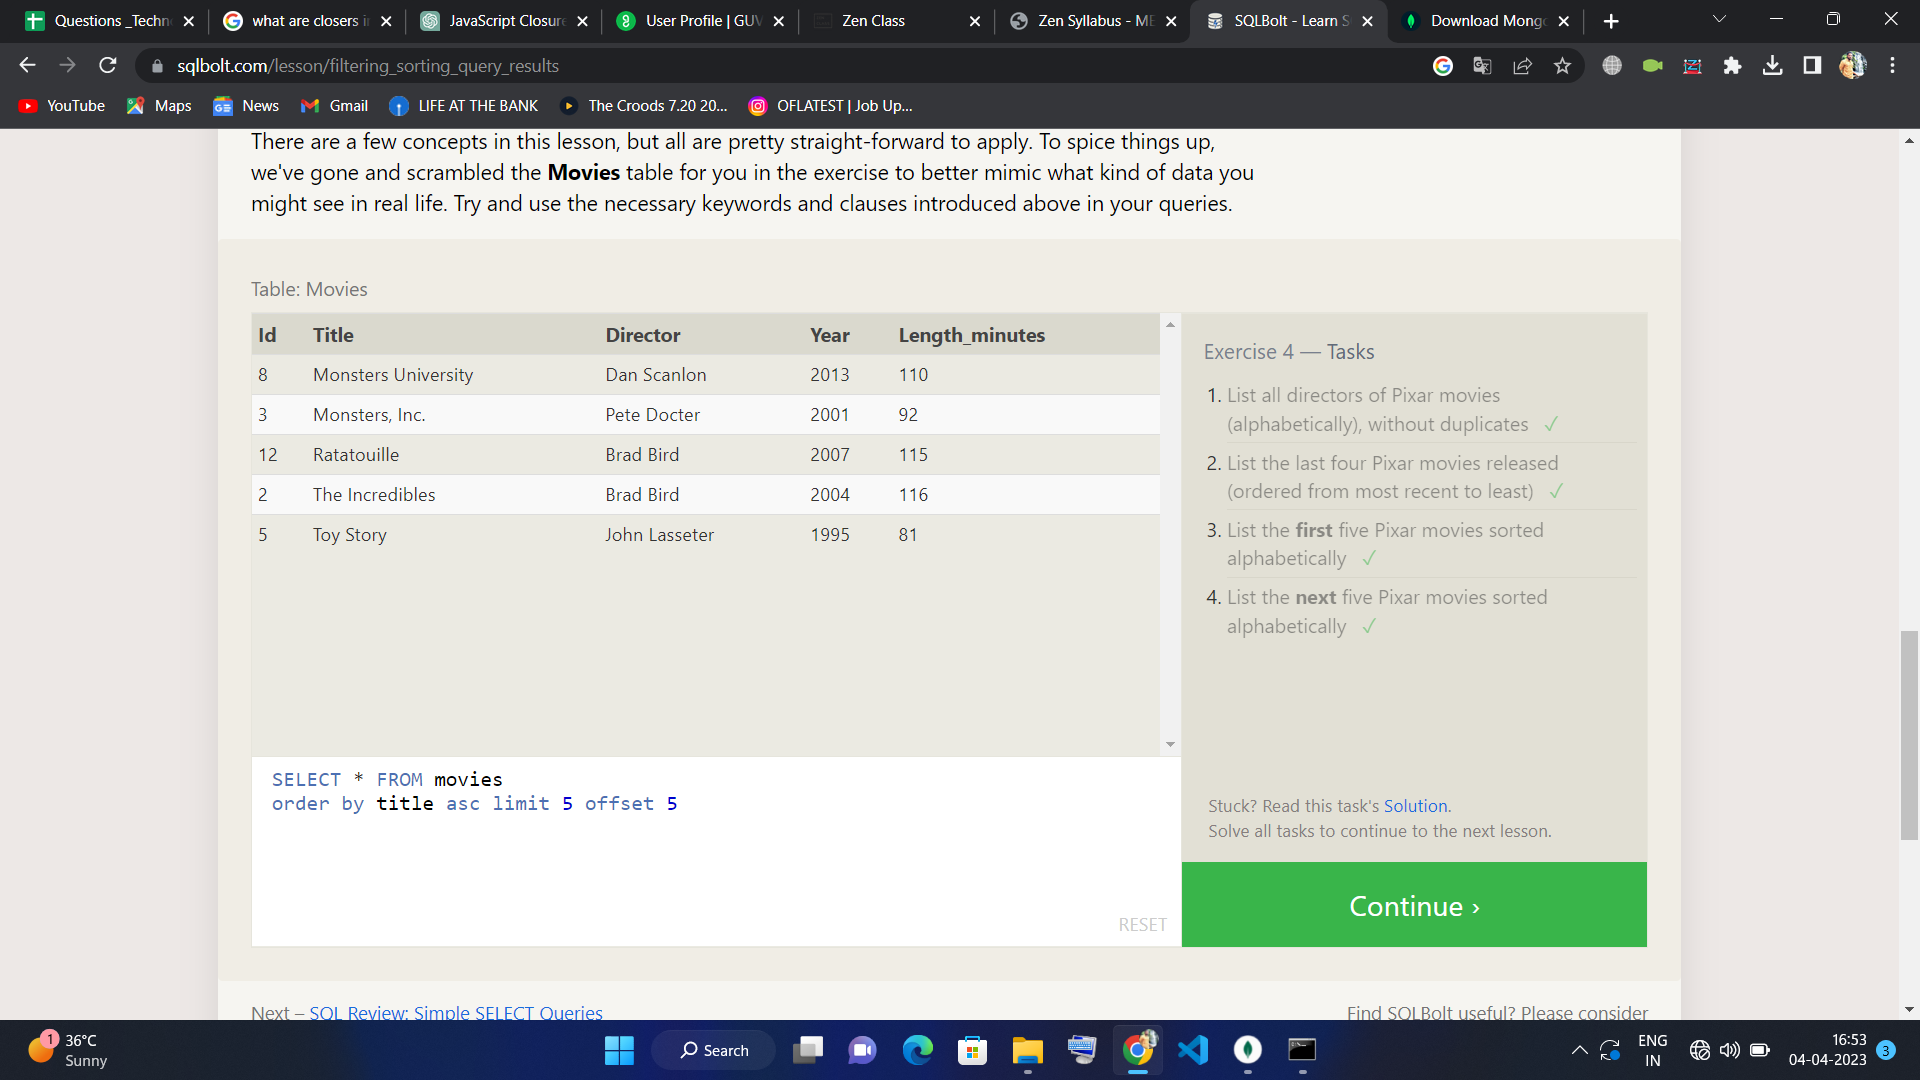 Questions _Techn
what are closers i
JavaScript Closure
User Profile | GUV
Zen Class
Zen Syllabus - ME
SQLBolt - Learn S
Download Mong
sqlbolt.com/lesson/filtering_sorting_query_results
YouTube
Maps
News
Gmail
LIFE AT THE BANK
The Croods 7.20 20...
OFLATEST | Job Up...
There are a few concepts in this lesson, but all are pretty straight-forward to apply. To spice things up,
we've gone and scrambled the Movies table for you in the exercise to better mimic what kind of data you
might see in real life. Try and use the necessary keywords and clauses introduced above in your queries.
Table: Movies
Id Title Director Year Length_minutes
8 Monsters University Dan Scanlon 2013 110
3 Monsters, Inc. Pete Docter 2001 92
12 Ratatouille Brad Bird 2007 115
2 The Incredibles Brad Bird 2004 116
5 Toy Story John Lasseter 1995 81
SELECT * FROM movies
order by title asc limit 5 offset 5
RESET
Exercise 4 — Tasks
1. List all directors of Pixar movies
(alphabetically), without duplicates ✓
2. List the last four Pixar movies released
(ordered from most recent to least) ✓
3. List the first five Pixar movies sorted
alphabetically ✓
4. List the next five Pixar movies sorted
alphabetically ✓
Stuck? Read this task's Solution.
Solve all tasks to continue to the next lesson.
Continue ›
Next – SQL Review: Simple SELECT Queries
Find SQLBolt useful? Please consider
1
36°C
Sunny
Search
ENG
IN
16:53
04-04-2023
3